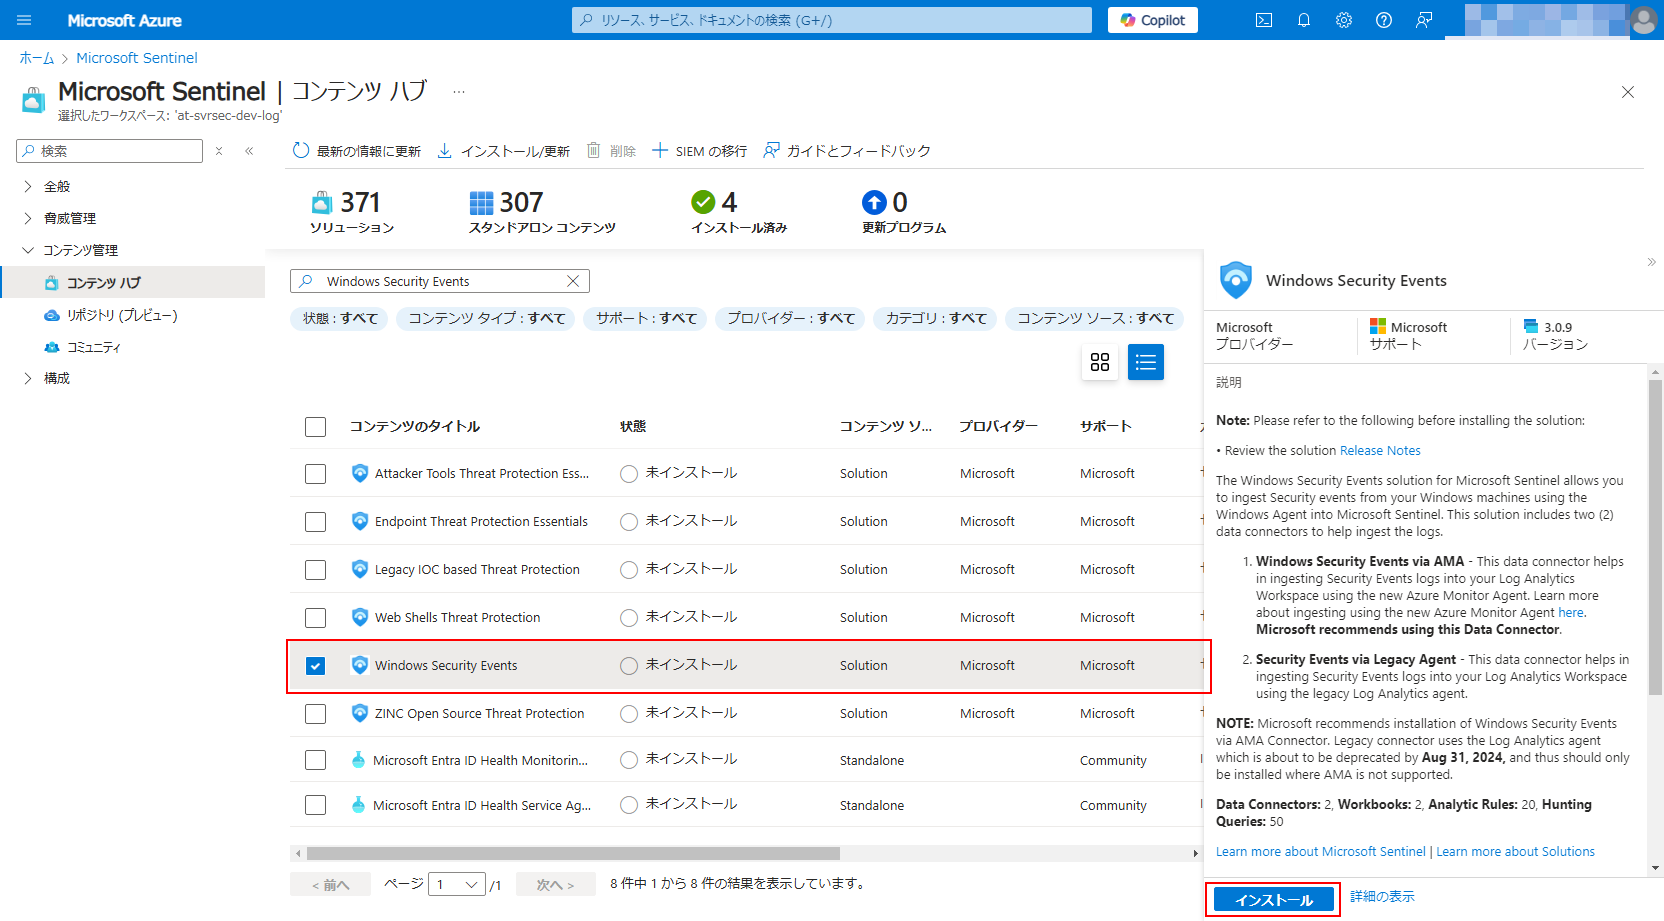 Microsoft Azure
リソース、サービス、ドキュメントの検索 (G+/)
Copilot
ホーム > Microsoft Sentinel
Microsoft Sentinel | コンテンツ ハブ ...
選択したワークスペース: 'at-svrsec-dev-log'
検索
全般
脅威管理
コンテンツ管理
コンテンツ ハブ
リポジトリ (プレビュー)
コミュニティ
構成
最新の情報に更新 インストール/更新 削除 SIEM の移行 ガイドとフィードバック
371
ソリューション
307
スタンドアロン コンテンツ
4
インストール済み
0
更新プログラム
Windows Security Events
状態 : すべて コンテンツ タイプ : すべて サポート : すべて プロバイダー : すべて カテゴリ : すべて コンテンツ ソース : すべて
コンテンツのタイトル 状態 コンテンツ ソ... プロバイダー サポート
Attacker Tools Threat Protection Ess... 未インストール Solution Microsoft Microsoft
Endpoint Threat Protection Essentials 未インストール Solution Microsoft Microsoft
Legacy IOC based Threat Protection 未インストール Solution Microsoft Microsoft
Web Shells Threat Protection 未インストール Solution Microsoft Microsoft
Windows Security Events 未インストール Solution Microsoft Microsoft
ZINC Open Source Threat Protection 未インストール Solution Microsoft Microsoft
Microsoft Entra ID Health Monitorin... 未インストール Standalone Community
Microsoft Entra ID Health Service Ag... 未インストール Standalone Community
< 前へ ページ 1 /1 次へ > 8 件中 1 から 8 件の結果を表示しています。
Windows Security Events
Microsoft
プロバイダー
Microsoft
サポート
3.0.9
バージョン
説明
Note: Please refer to the following before installing the solution:
• Review the solution Release Notes
The Windows Security Events solution for Microsoft Sentinel allows you
to ingest Security events from your Windows machines using the
Windows Agent into Microsoft Sentinel. This solution includes two (2)
data connectors to help ingest the logs.
1. Windows Security Events via AMA - This data connector helps
in ingesting Security Events logs into your Log Analytics
Workspace using the new Azure Monitor Agent. Learn more
about ingesting using the new Azure Monitor Agent here.
Microsoft recommends using this Data Connector.
2. Security Events via Legacy Agent - This data connector helps in
ingesting Security Events logs into your Log Analytics Workspace
using the legacy Log Analytics agent.
NOTE: Microsoft recommends installation of Windows Security Events
via AMA Connector. Legacy connector uses the Log Analytics agent
which is about to be deprecated by Aug 31, 2024, and thus should only
be installed where AMA is not supported.
Data Connectors: 2, Workbooks: 2, Analytic Rules: 20, Hunting
Queries: 50
Learn more about Microsoft Sentinel | Learn more about Solutions
インストール 詳細の表示